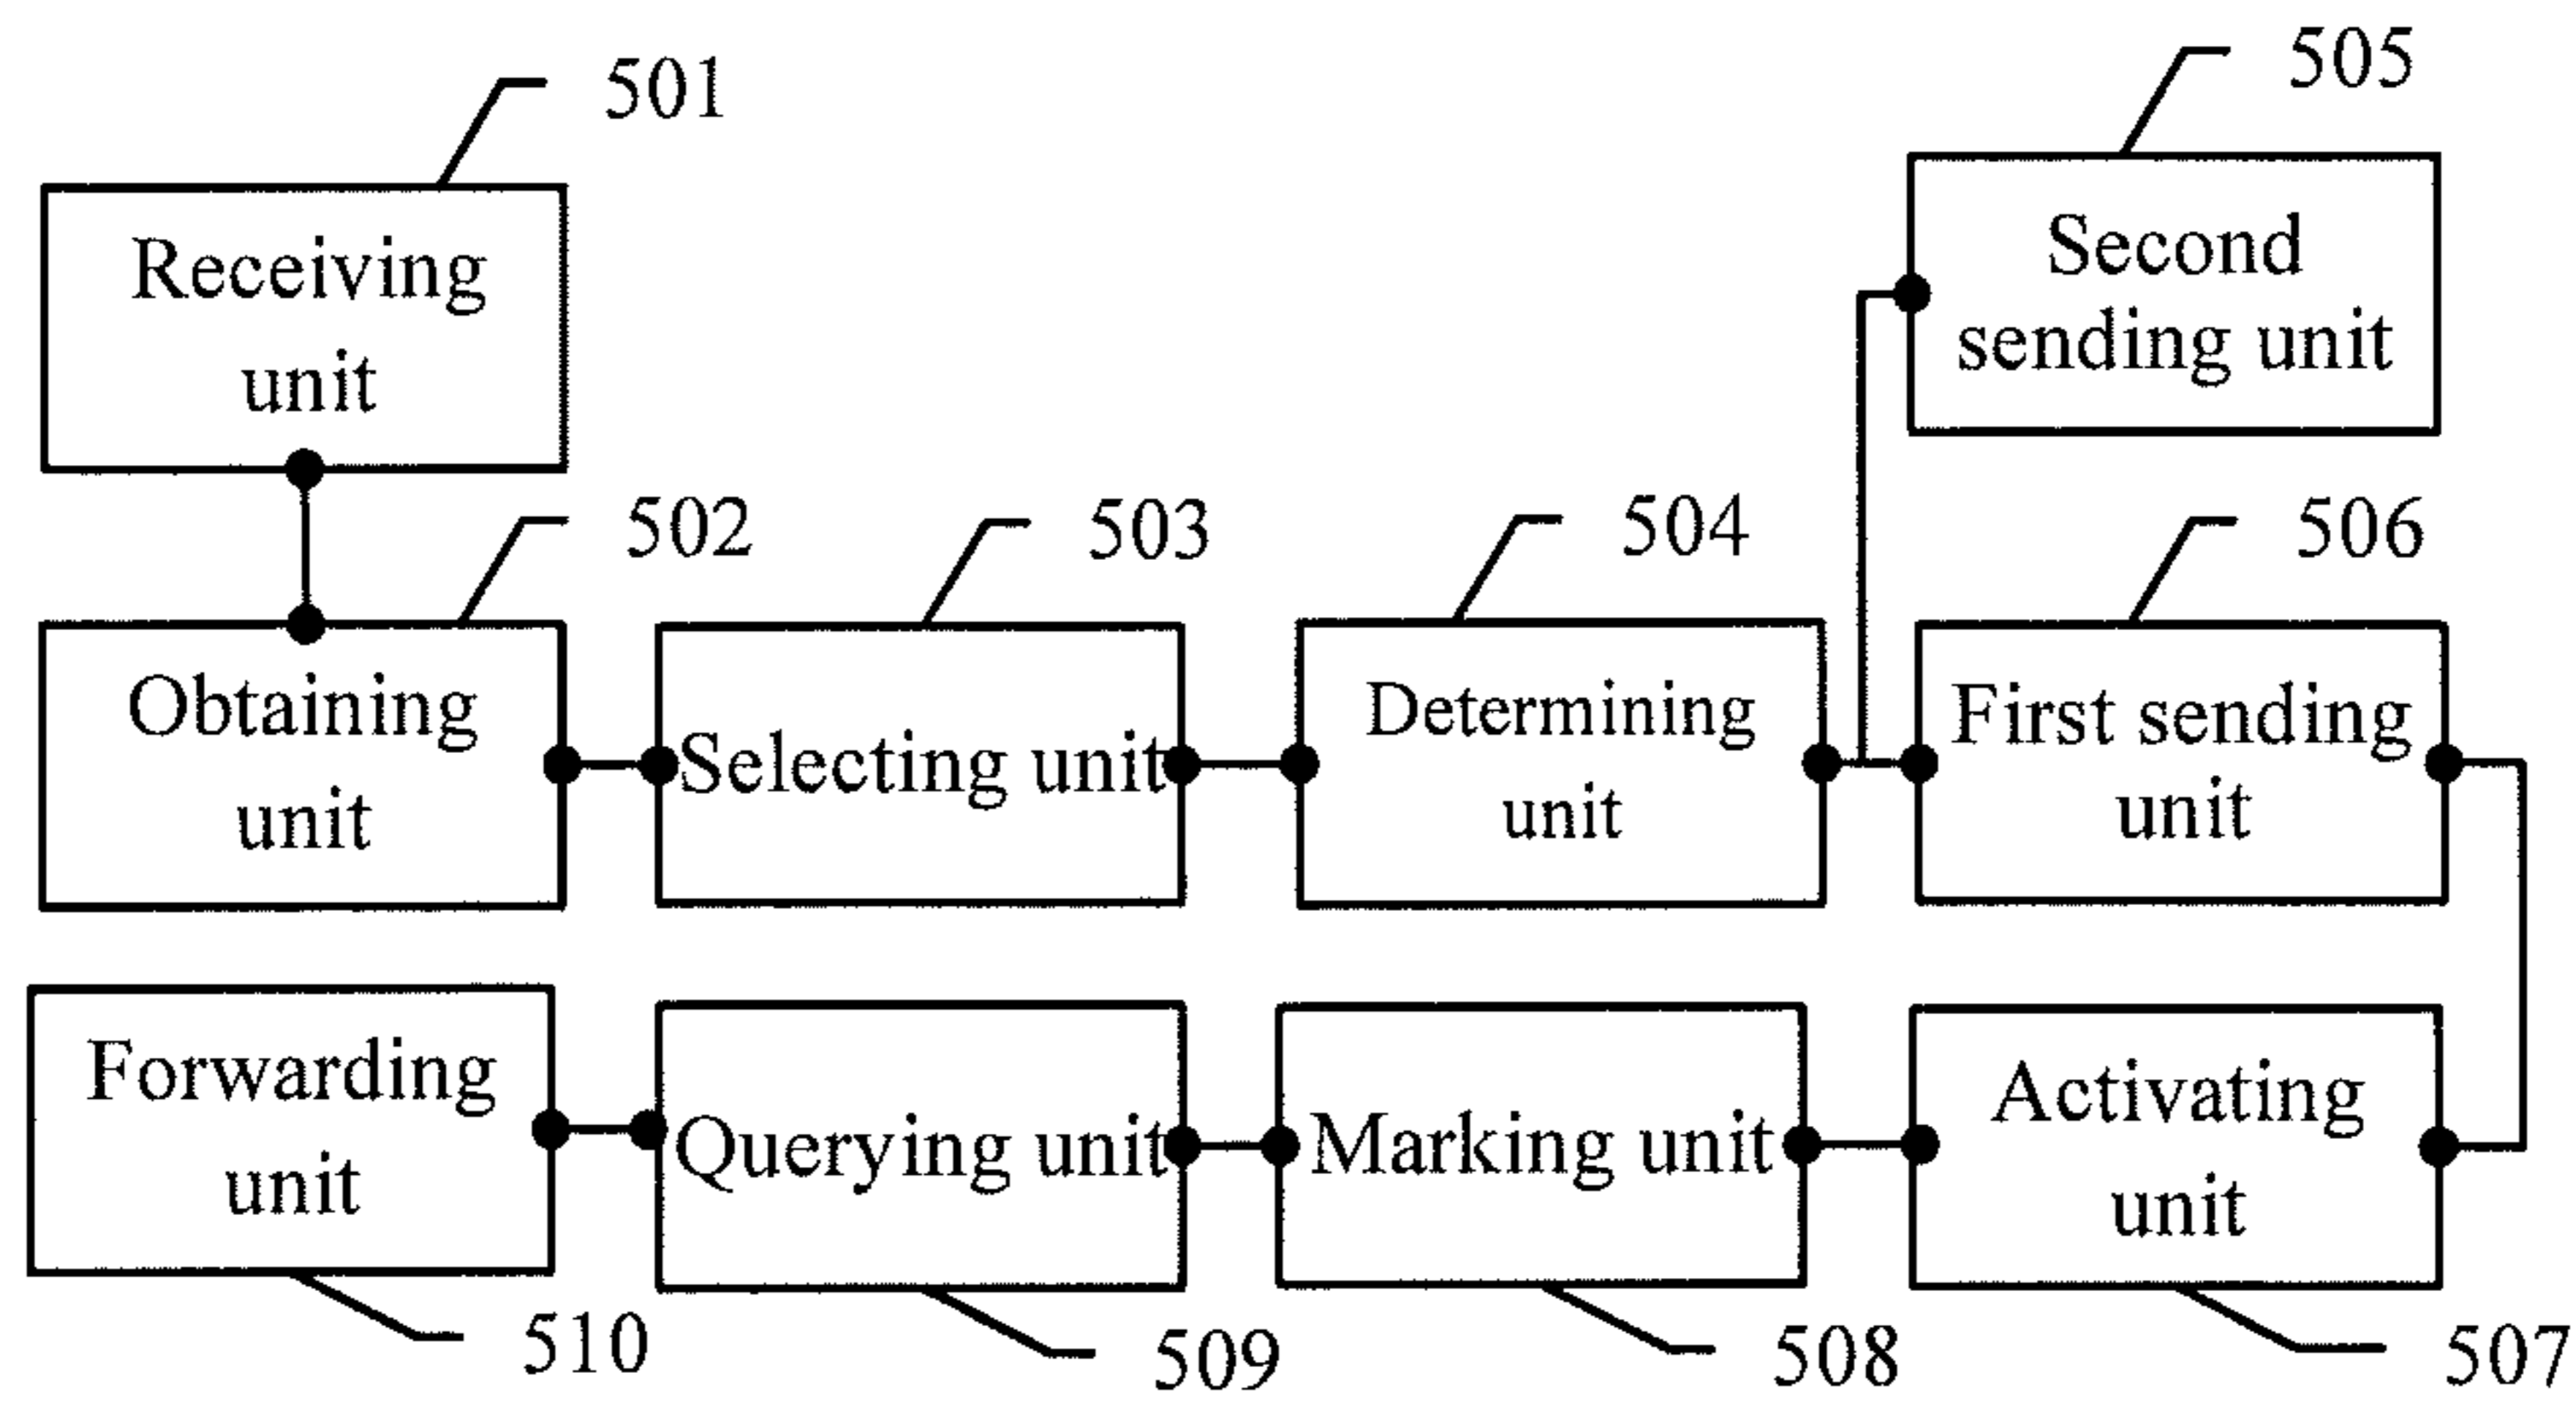 501
505
Receiving
unit
Second
sending unit
502
503
504
506
Obtaining
unit
Selecting unit
Determining
unit
First sending
unit
Forwarding
unit
Querying unit
Marking unit
Activating
unit
510
509
508
507